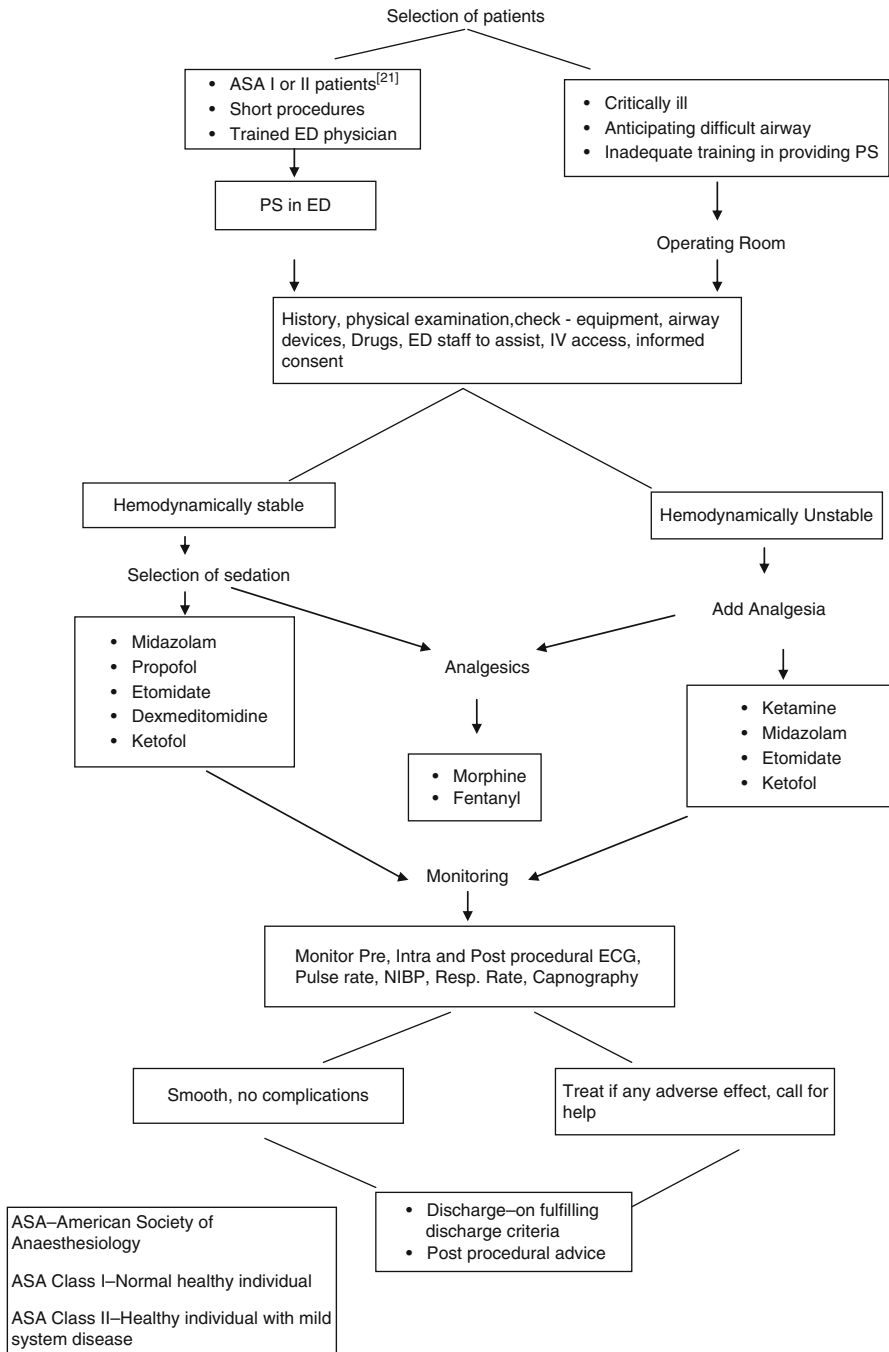 Selection of patients
• ASA I or II patients[21]
• Short procedures
• Trained ED physician
• Critically ill
• Anticipating difficult airway
• Inadequate training in providing PS
PS in ED
Operating Room
History, physical examination,check - equipment, airway
devices, Drugs, ED staff to assist, IV access, informed
consent
Hemodynamically stable
Hemodynamically Unstable
Selection of sedation
Add Analgesia
• Midazolam
• Propofol
• Etomidate
• Dexmeditomidine
• Ketofol
Analgesics
• Morphine
• Fentanyl
• Ketamine
• Midazolam
• Etomidate
• Ketofol
Monitoring
Monitor Pre, Intra and Post procedural ECG,
Pulse rate, NIBP, Resp. Rate, Capnography
Smooth, no complications
Treat if any adverse effect, call for
help
• Discharge–on fulfilling
discharge criteria
• Post procedural advice
ASA–American Society of
Anaesthesiology
ASA Class I–Normal healthy individual
ASA Class II–Healthy individual with mild
system disease